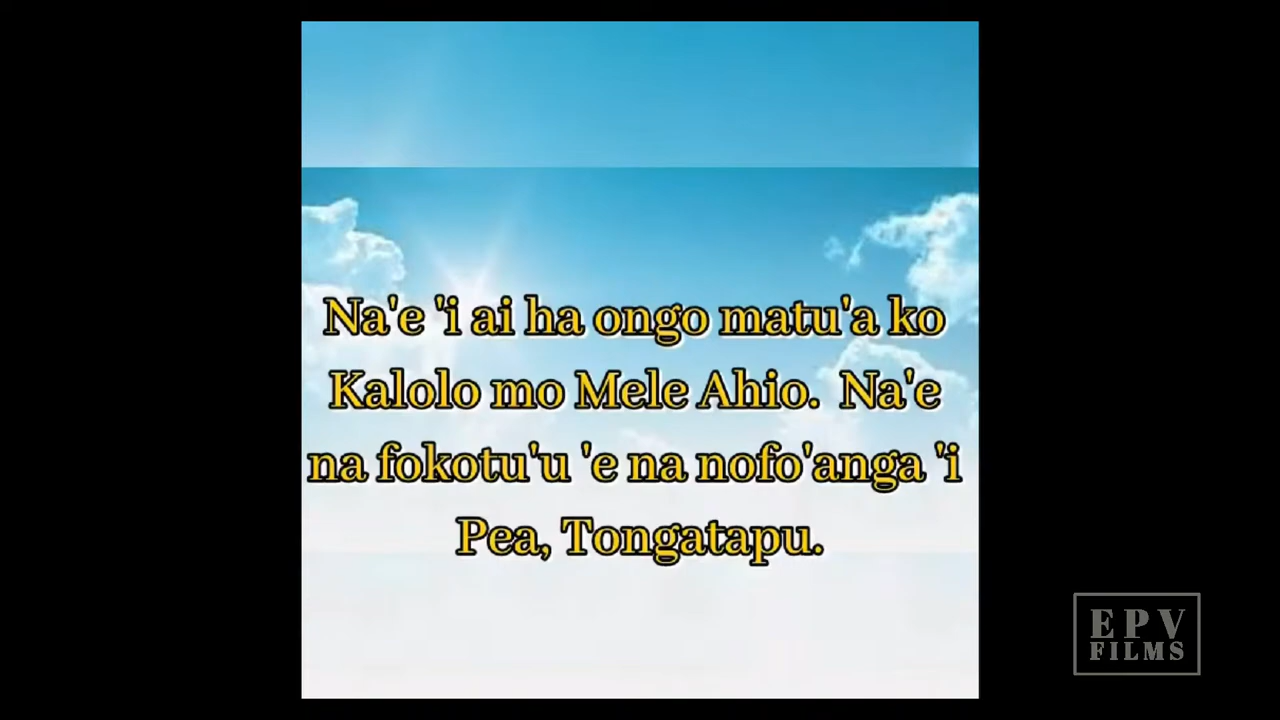 Na'e 'i ai ha ongo matu'a ko
Kalolo mo Mele Ahio. Na'e
na fokotu'u 'e na nofo'anga 'i
Pea, Tongatapu.
EPV
FILMS